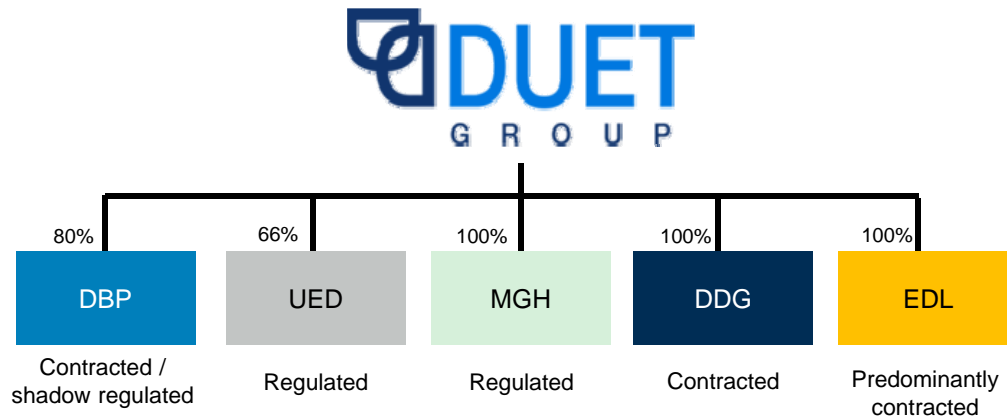 DUET
GROUP
80%
66%
100%
100%
100%
DBP
UED
MGH
DDG
EDL
Contracted /
shadow regulated
Regulated
Regulated
Contracted
Predominantly
contracted